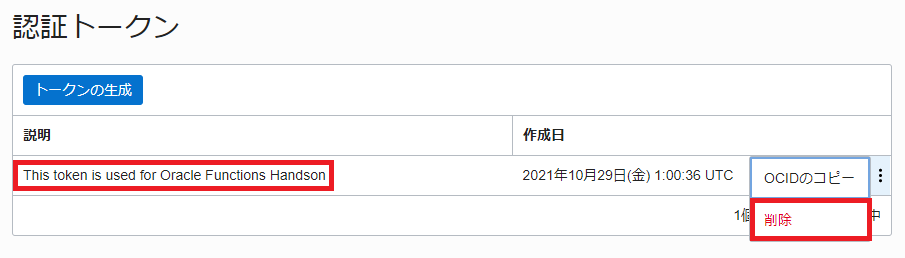 認証トークン
トークンの生成
説明 作成日
This token is used for Oracle Functions Handson 2021年10月29日(金) 1:00:36 UTC OCIDのコピー
1個 削除 中